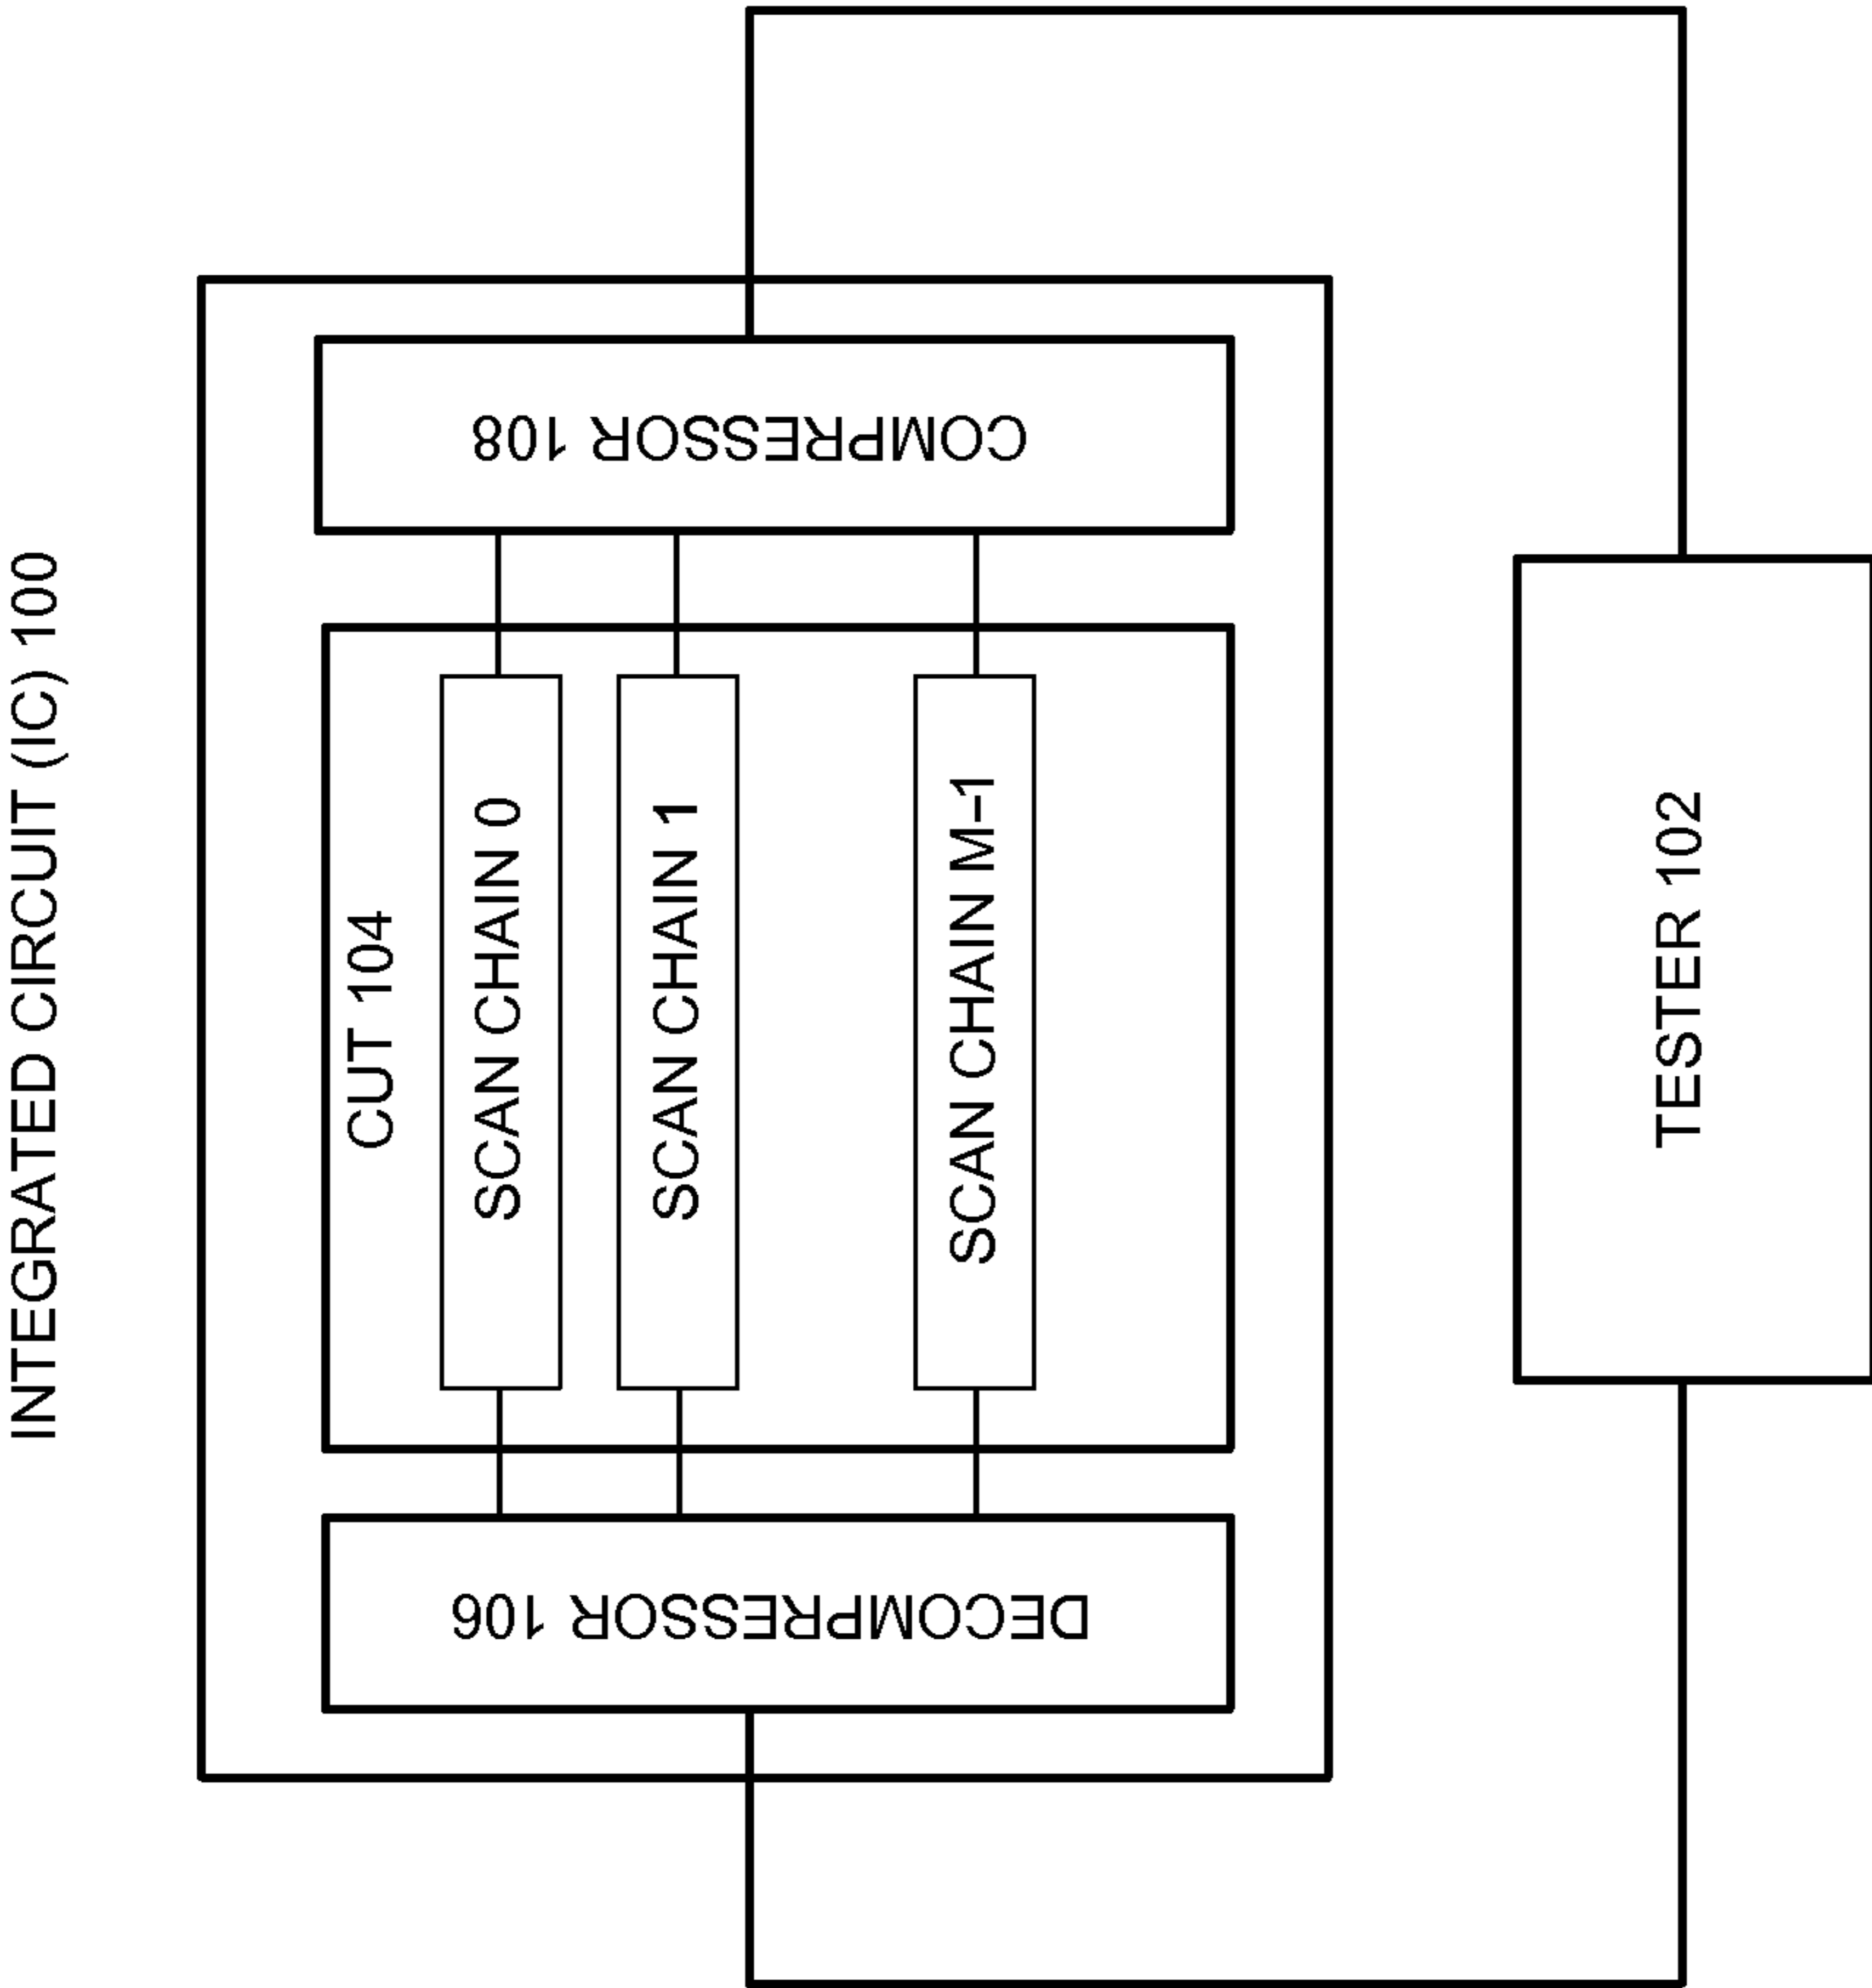 INTEGRATED CIRCUIT (IC) 100
DECOMPRESSOR 106
CUT 104
SCAN CHAIN 0
SCAN CHAIN 1
SCAN CHAIN M-1
COMPRESSOR 108
TESTER 102